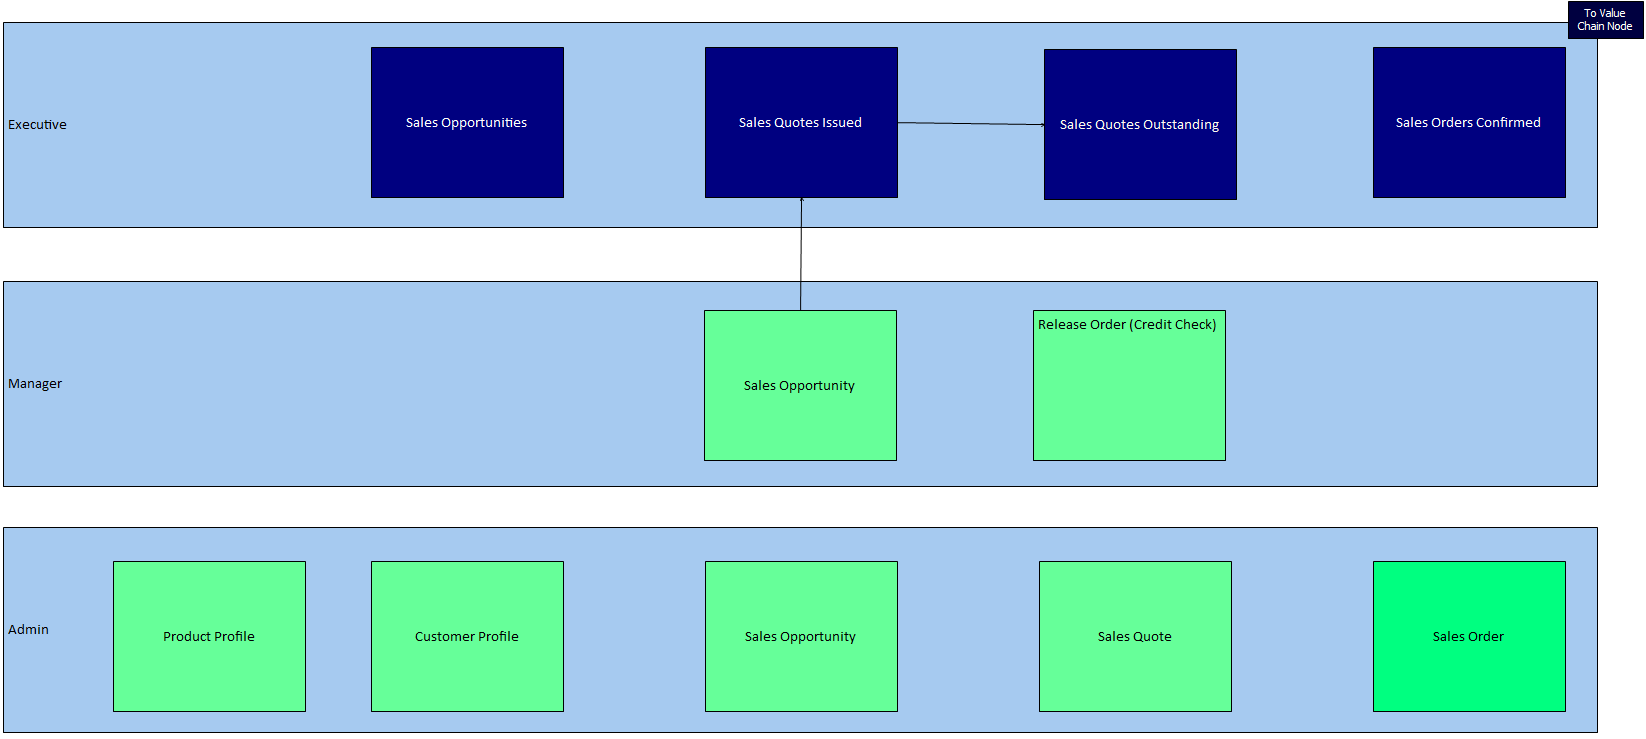 To Value
Chain Node
Executive
Sales Opportunities
Sales Quotes Issued
Sales Quotes Outstanding
Sales Orders Confirmed
Manager
Sales Opportunity
Release Order (Credit Check)
Admin
Product Profile
Customer Profile
Sales Opportunity
Sales Quote
Sales Order